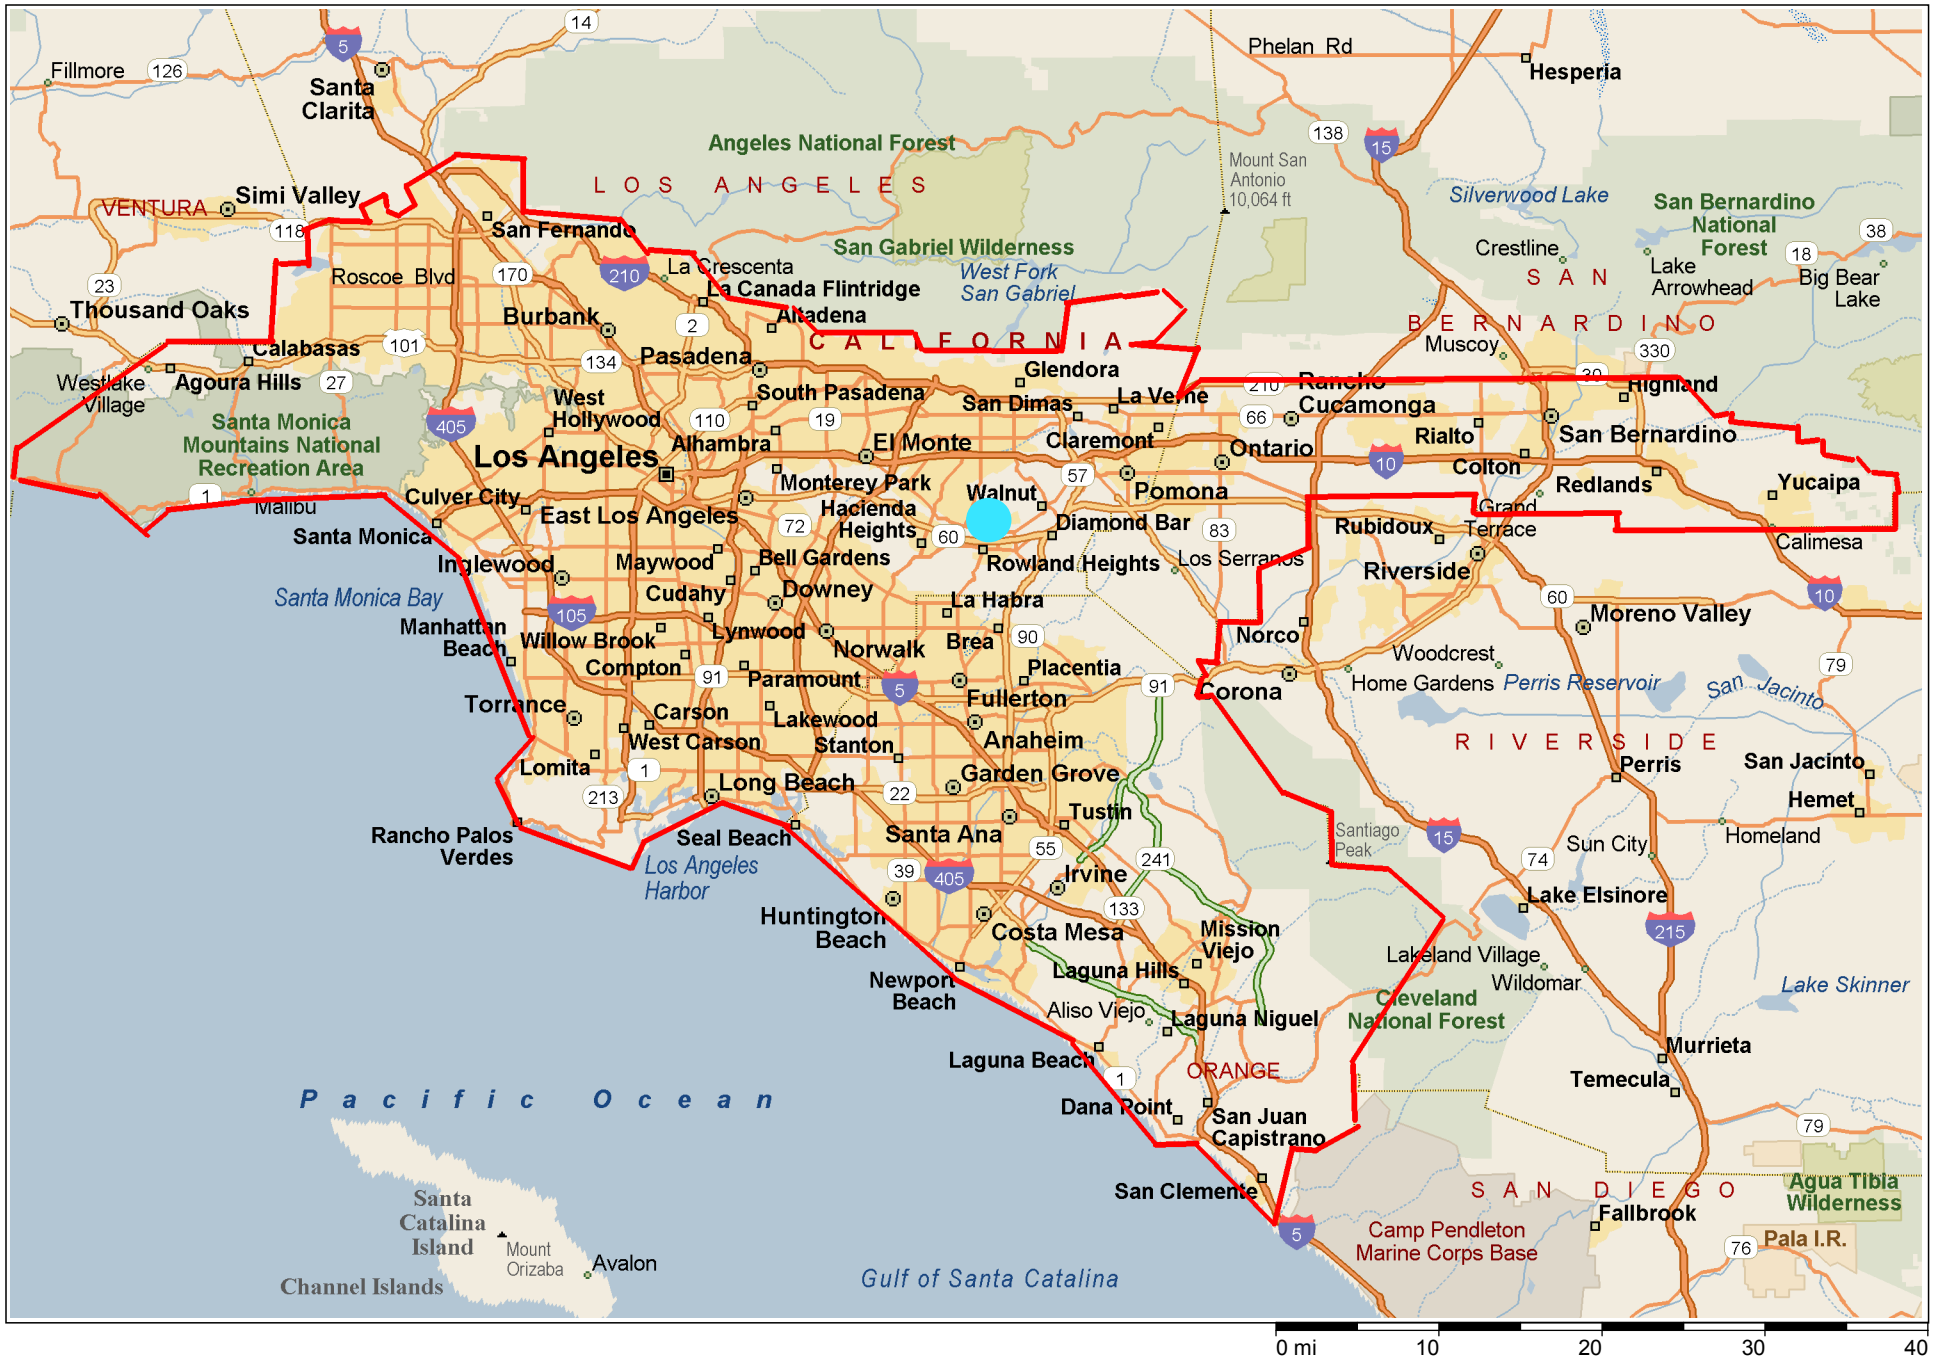 14
5
Phelan Rd
Fillmore
126
Hesperia
Santa
Clarita
138
15
Angeles National Forest
Mount San
Antonio
10,064 ft
LOS ANGELES
Silverwood Lake
San Bernardino
National
Forest
Simi Valley
VENTURA
118
San Fernando
38
18
San Gabriel Wilderness
Crestline
Lake
Arrowhead
Big Bear
Lake
SAN
West Fork
San Gabriel
La Crescenta
210
170
Roscoe Blvd
La Canada Flintridge
23
Thousand Oaks
Burbank
2
Altadena
CALIFORNIA
BERNARDINO
Muscoy
330
101
Calabasas
134
Pasadena
Glendora
Westlake
Village
Agoura Hills
27
South Pasadena
La Verne
210
Rancho
Cucamonga
30
Highland
West
Hollywood
San Dimas
Santa Monica
Mountains National
Recreation Area
405
110
19
66
Alhambra
El Monte
Claremont
Ontario
Rialto
San Bernardino
Los Angeles
10
Colton
57
Monterey Park
Walnut
Pomona
Redlands
Yucaipa
1
Malibu
Culver City
East Los Angeles
Hacienda
Heights
Diamond Bar
Grand
Terrace
Santa Monica
72
60
83
Rubidoux
Calimesa
Inglewood
Maywood
Bell Gardens
Rowland Heights
Los Serranos
Riverside
Santa Monica Bay
Cudahy
Downey
La Habra
60
10
105
Moreno Valley
Manhattan
Beach
Willow Brook
Lynwood
Norwalk
Brea
90
Norco
Compton
Placentia
Woodcrest
79
91
Paramount
5
91
Corona
Home Gardens
Perris Reservoir
San Jacinto
Fullerton
Torrance
Carson
Lakewood
West Carson
Stanton
Anaheim
RIVERSIDE
Lomita
1
Perris
San Jacinto
213
Long Beach
22
Garden Grove
Hemet
Rancho Palos
Verdes
Seal Beach
Santa Ana
Tustin
Santiago
Peak
15
Homeland
Sun City
Los Angeles
Harbor
39
405
55
241
74
Irvine
Lake Elsinore
133
Huntington
Beach
Costa Mesa
Mission
Viejo
215
Lakeland Village
Wildomar
Newport
Beach
Laguna Hills
Lake Skinner
Aliso Viejo
Laguna Niguel
Cleveland
National Forest
Laguna Beach
Murrieta
1
ORANGE
Temecula
Pacific Ocean
Dana Point
San Juan
Capistrano
79
San Clemente
SAN DIEGO
Agua Tibia
Wilderness
Fallbrook
Santa
Catalina
Island
5
Camp Pendleton
Marine Corps Base
76
Pala I.R.
Mount
Orizaba
Avalon
Channel Islands
Gulf of Santa Catalina
0 mi 10 20 30 40